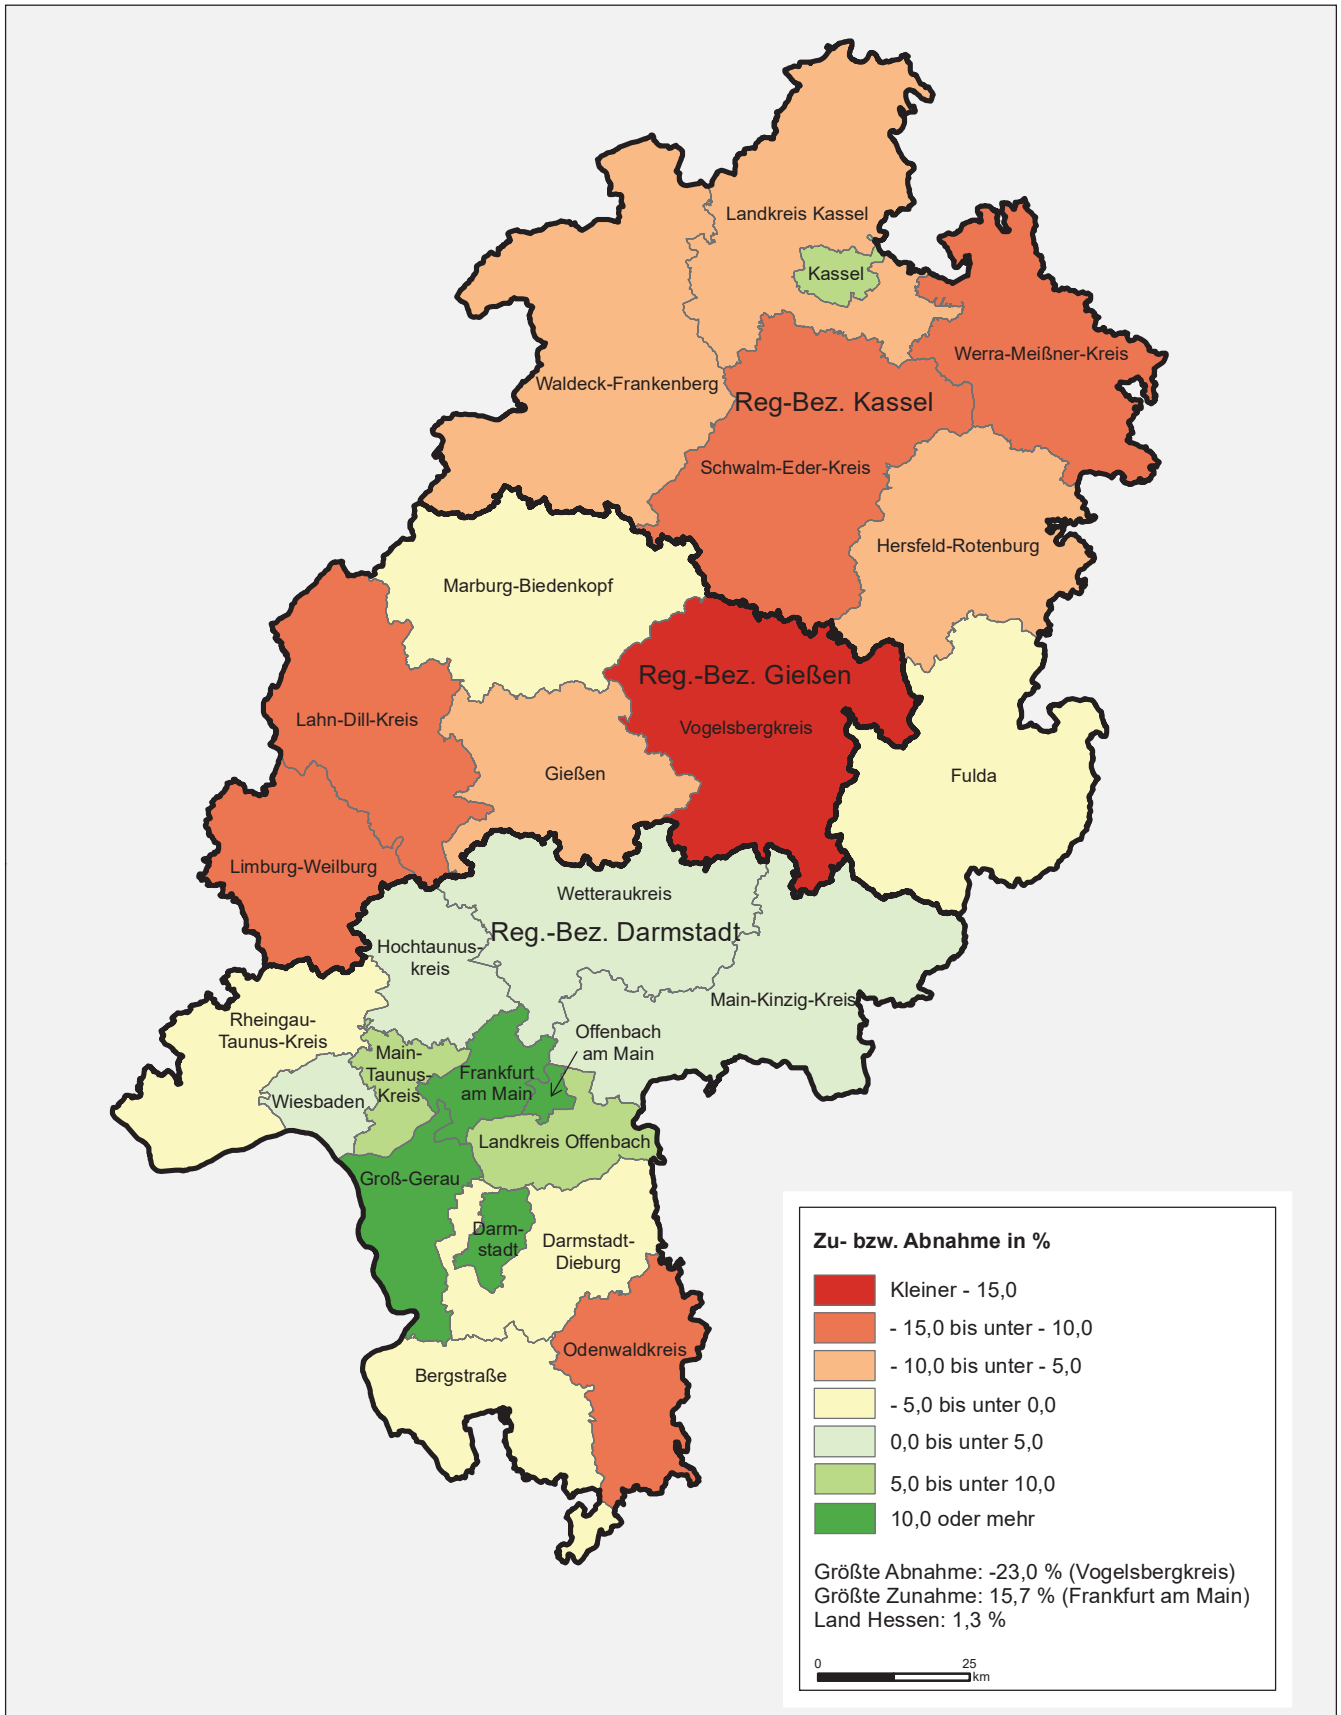 Landkreis Kassel
Kassel
Werra-Meißner-Kreis
Waldeck-Frankenberg
Reg-Bez. Kassel
Schwalm-Eder-Kreis
Hersfeld-Rotenburg
Marburg-Biedenkopf
Reg.-Bez. Gießen
Lahn-Dill-Kreis
Vogelsbergkreis
Gießen
Fulda
Limburg-Weilburg
Wetteraukreis
Reg.-Bez. Darmstadt
Hochtaunus-
kreis
Main-Kinzig-Kreis
Rheingau-
Taunus-Kreis
Offenbach
am Main
Main-
Taunus-
Kreis
Frankfurt
am Main
Wiesbaden
Landkreis Offenbach
Groß-Gerau
Darm-
stadt
Darmstadt-
Dieburg
Odenwaldkreis
Bergstraße
Zu- bzw. Abnahme in %
Kleiner - 15,0
- 15,0 bis unter - 10,0
- 10,0 bis unter - 5,0
- 5,0 bis unter 0,0
0,0 bis unter 5,0
5,0 bis unter 10,0
10,0 oder mehr
Größte Abnahme: -23,0 % (Vogelsbergkreis)
Größte Zunahme: 15,7 % (Frankfurt am Main)
Land Hessen: 1,3 %
0 25
km